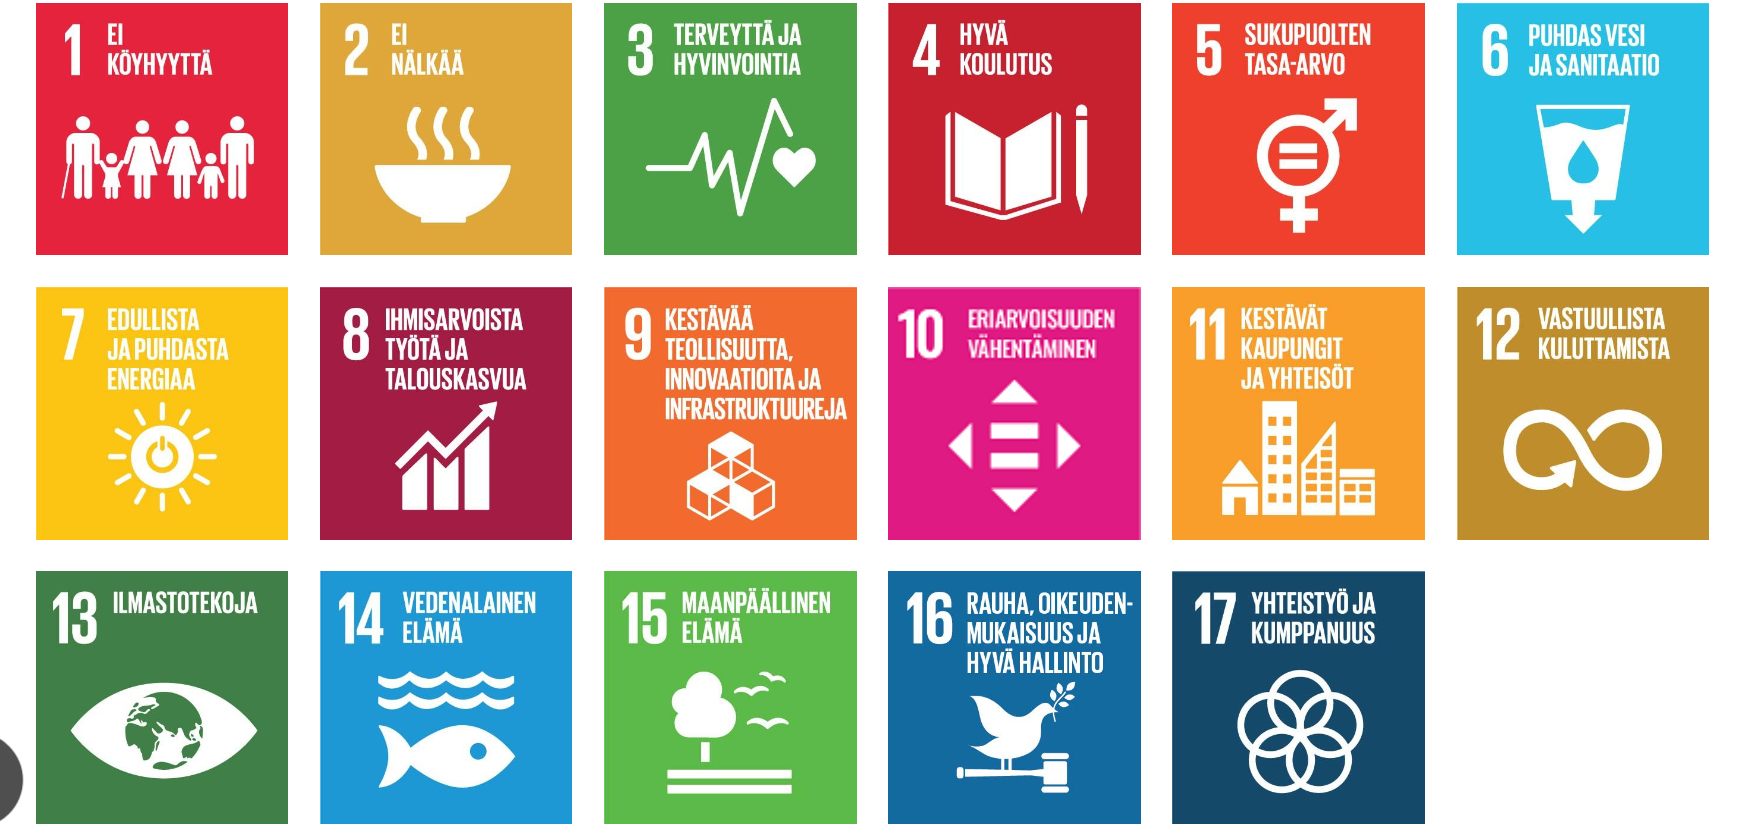 1 EI
KÖYHYYTTÄ
2 EI
NÄLKÄÄ
3 TERVEYTTÄ JA
HYVINVOINTIA
4 HYVÄ
KOULUTUS
5 SUKUPUOLTEN
TASA-ARVO
6 PUHDAS VESI
JA SANITAATIO
7 EDULLISTA
JA PUHDASTA
ENERGIAA
8 IHMISARVOISTA
TYÖTÄ JA
TALOUSKASVUA
9 KESTÄVÄÄ
TEOLLISUUTTA,
INNOVAATIOITA JA
INFRASTRUKTUUREJA
10 ERIARVOISUUDEN
VÄHENTÄMINEN
11 KESTÄVÄT
KAUPUNGIT
JA YHTEISÖT
12 VASTUULLISTA
KULUTTAMISTA
13 ILMASTOTEKOJA
14 VEDENALAINEN
ELÄMÄ
15 MAANPÄÄLLINEN
ELÄMÄ
16 RAUHA, OIKEUDEN-
MUKAISUUS JA
HYVÄ HALLINTO
17 YHTEISTYÖ JA
KUMPPANUUS